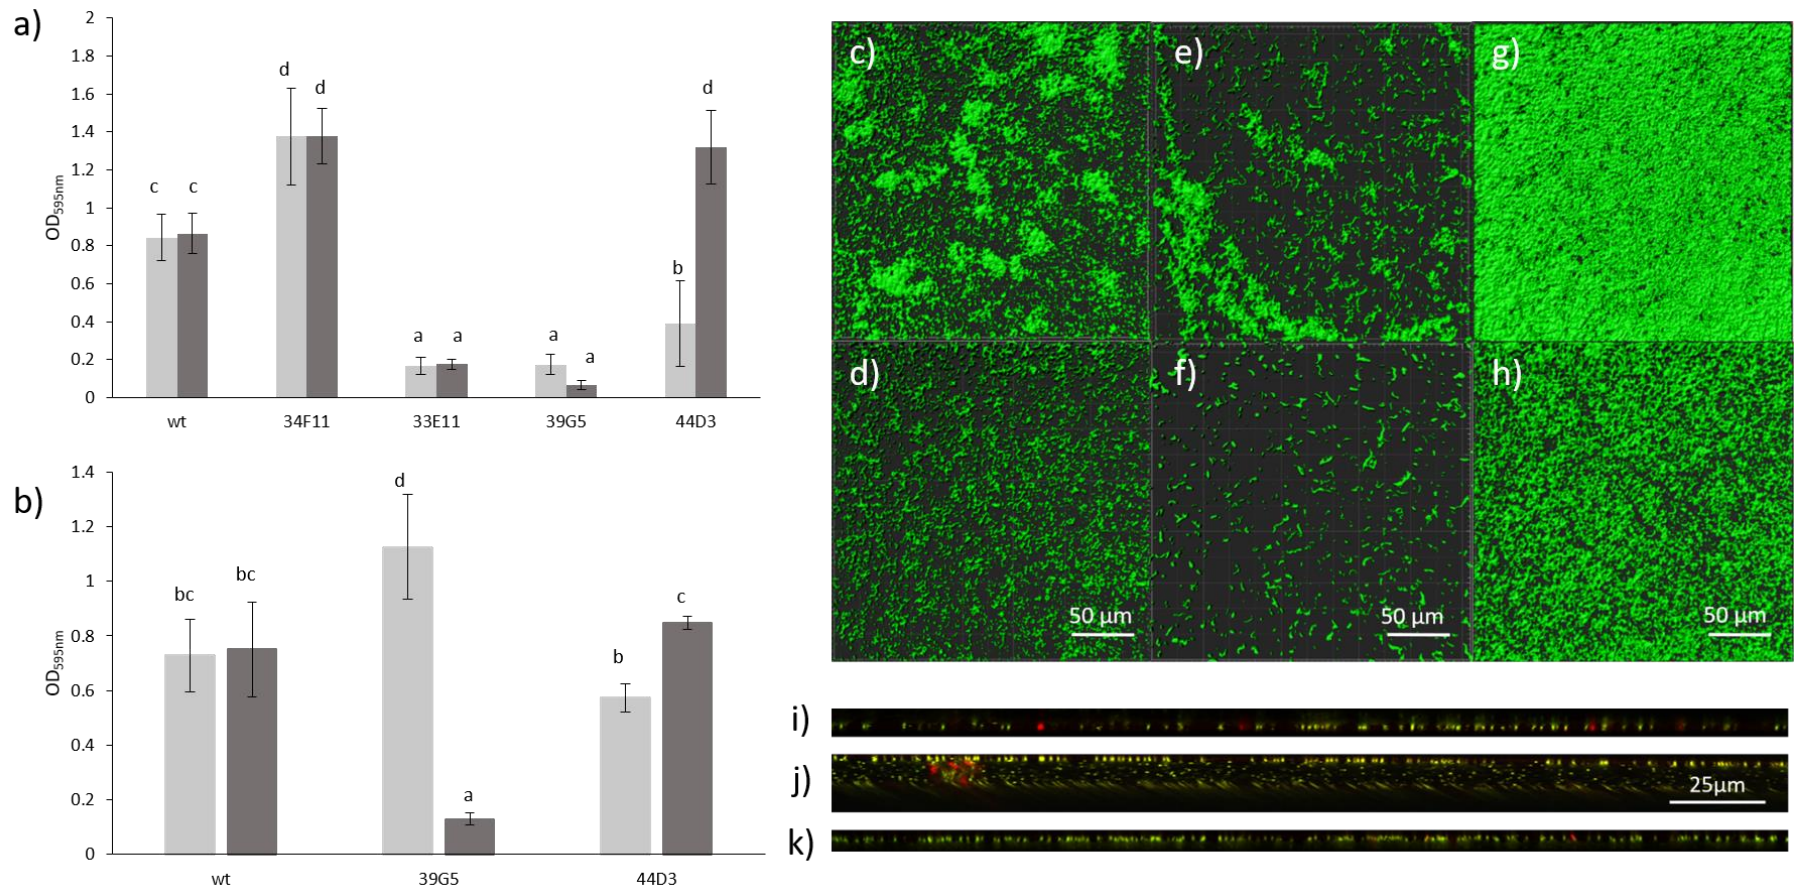 a)
2
1.8
1.6
1.4
1.2
1
0.8
0.6
0.4
0.2
0
OD595nm
c c
d d
a a
a a
b d
wt 34F11 33E11 39G5 44D3
b)
1.4
1.2
1
0.8
0.6
0.4
0.2
0
OD595nm
bc bc
d a
b c
wt 39G5 44D3
c) e) g)
d) f) h)
50 µm 50 µm 50 µm
i)
j)
25µm
k)